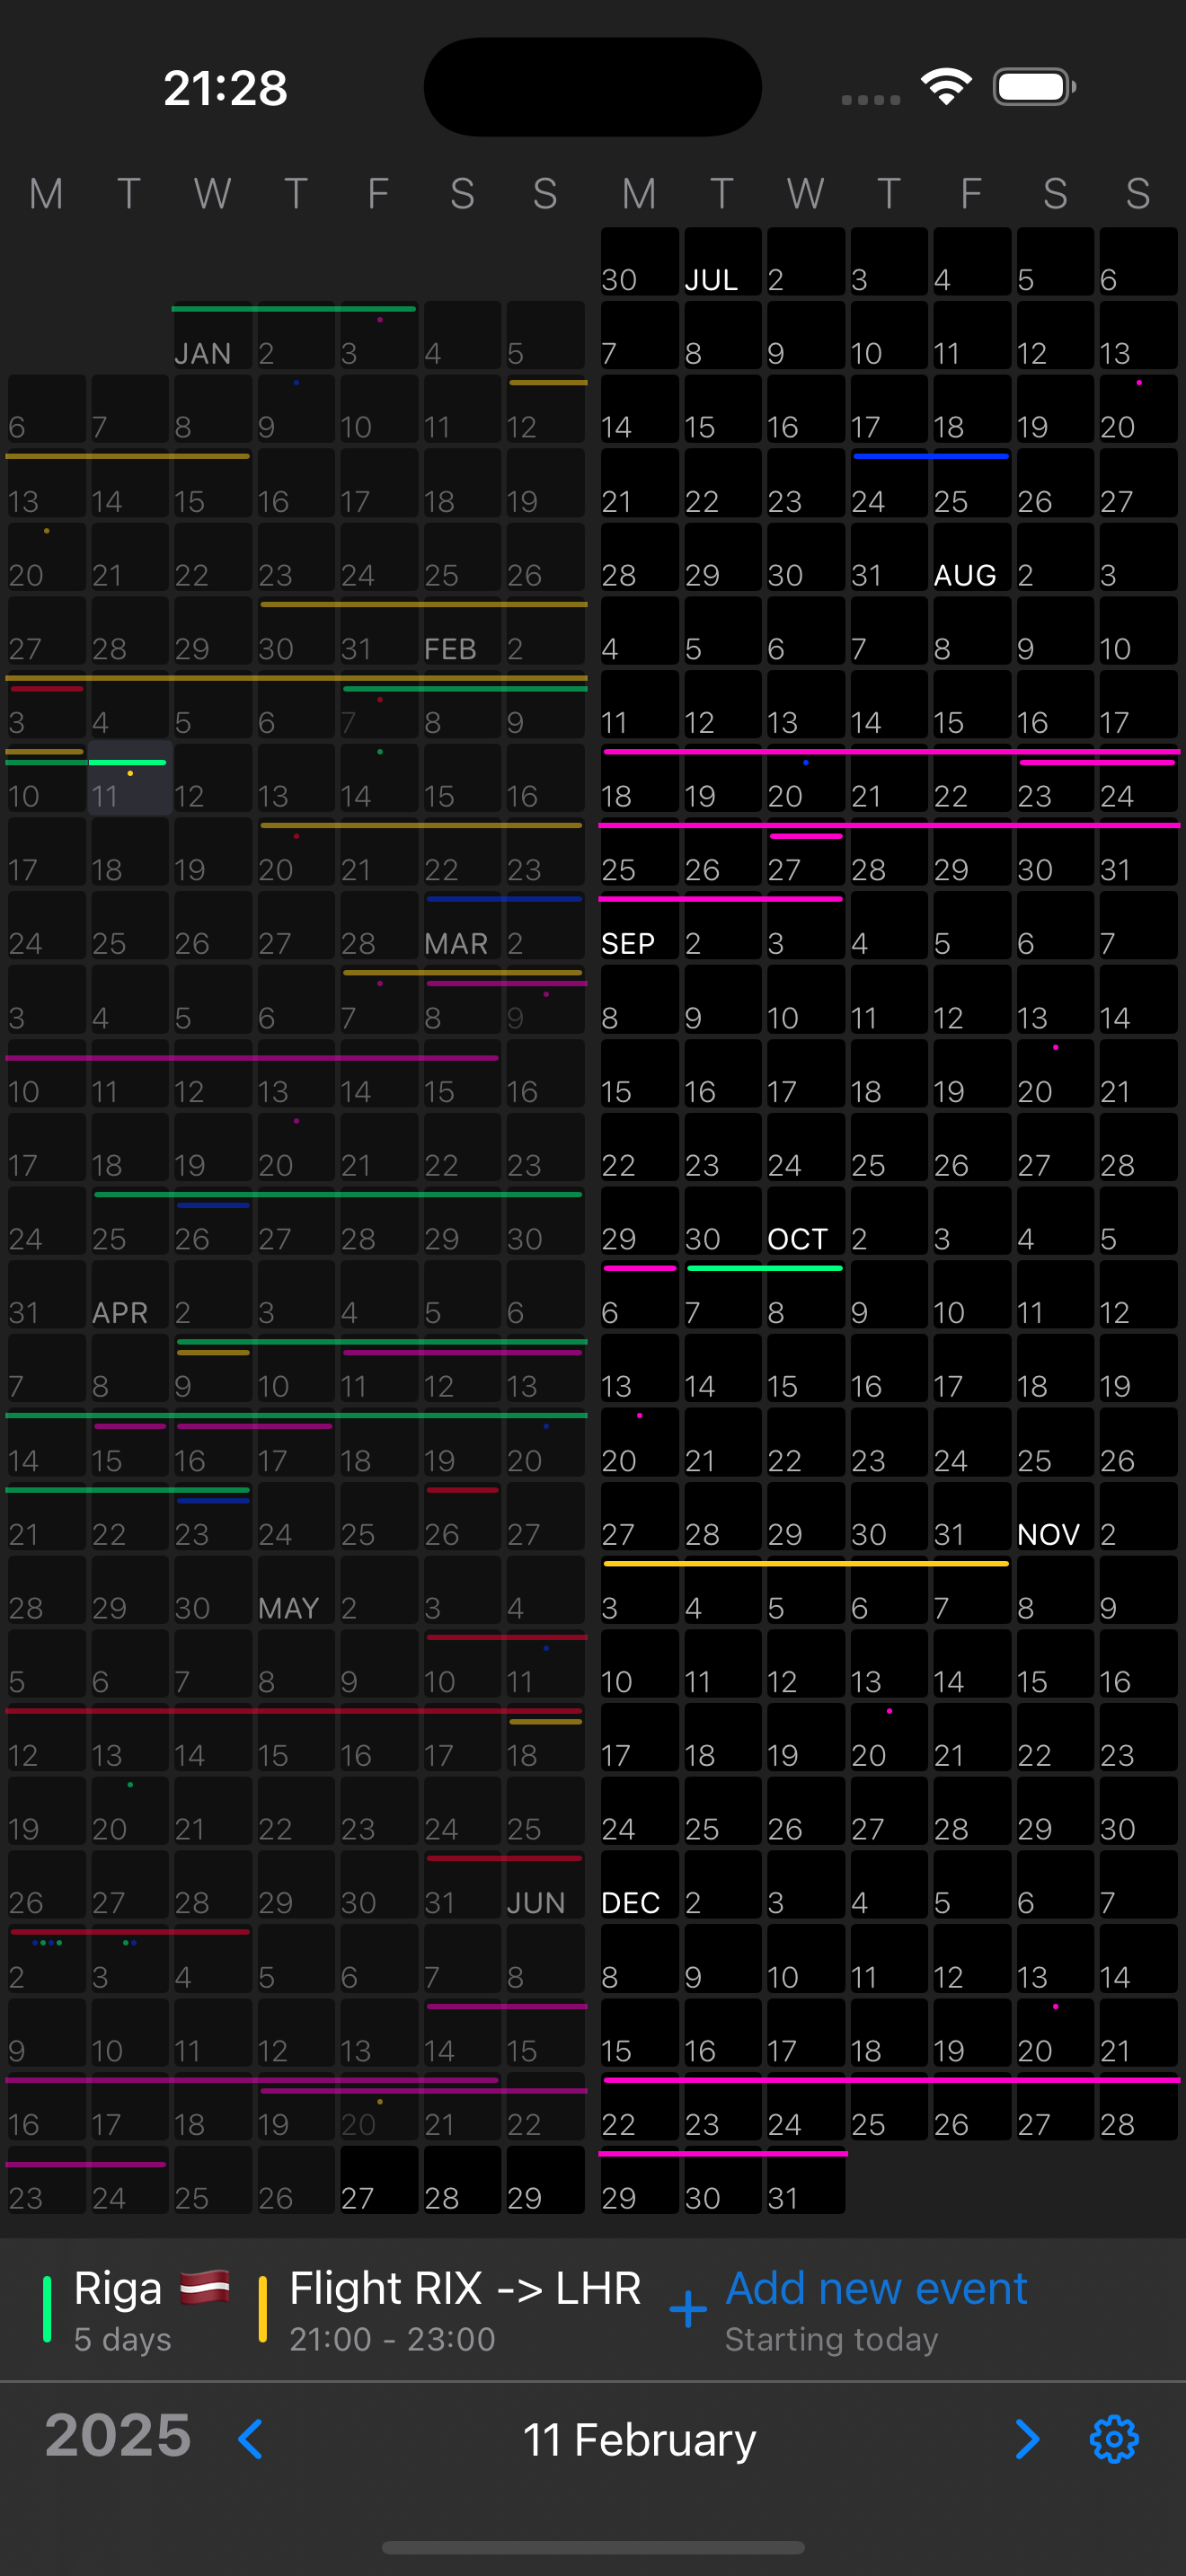 21:28
M T W T F S S M T W T F S S
30 JUL 2 3 4 5 6
JAN 2 3 4 5 7 8 9 10 11 12 13
6 7 8 9 10 11 12 14 15 16 17 18 19 20
13 14 15 16 17 18 19 21 22 23 24 25 26 27
20 21 22 23 24 25 26 28 29 30 31 AUG 2 3
27 28 29 30 31 FEB 2 4 5 6 7 8 9 10
3 4 5 6 7 8 9 11 12 13 14 15 16 17
10 11 12 13 14 15 16 18 19 20 21 22 23 24
17 18 19 20 21 22 23 25 26 27 28 29 30 31
24 25 26 27 28 MAR 2 SEP 2 3 4 5 6 7
3 4 5 6 7 8 9 8 9 10 11 12 13 14
10 11 12 13 14 15 16 15 16 17 18 19 20 21
17 18 19 20 21 22 23 22 23 24 25 26 27 28
24 25 26 27 28 29 30 29 30 OCT 2 3 4 5
31 APR 2 3 4 5 6 6 7 8 9 10 11 12
7 8 9 10 11 12 13 13 14 15 16 17 18 19
14 15 16 17 18 19 20 20 21 22 23 24 25 26
21 22 23 24 25 26 27 27 28 29 30 31 NOV 2
28 29 30 MAY 2 3 4 3 4 5 6 7 8 9
5 6 7 8 9 10 11 10 11 12 13 14 15 16
12 13 14 15 16 17 18 17 18 19 20 21 22 23
19 20 21 22 23 24 25 24 25 26 27 28 29 30
26 27 28 29 30 31 JUN DEC 2 3 4 5 6 7
2 3 4 5 6 7 8 8 9 10 11 12 13 14
9 10 11 12 13 14 15 15 16 17 18 19 20 21
16 17 18 19 20 21 22 22 23 24 25 26 27 28
23 24 25 26 27 28 29 29 30 31
Riga 🇱🇻 Flight RIX -> LHR + Add new event
5 days 21:00 - 23:00 Starting today
2025 < 11 February >